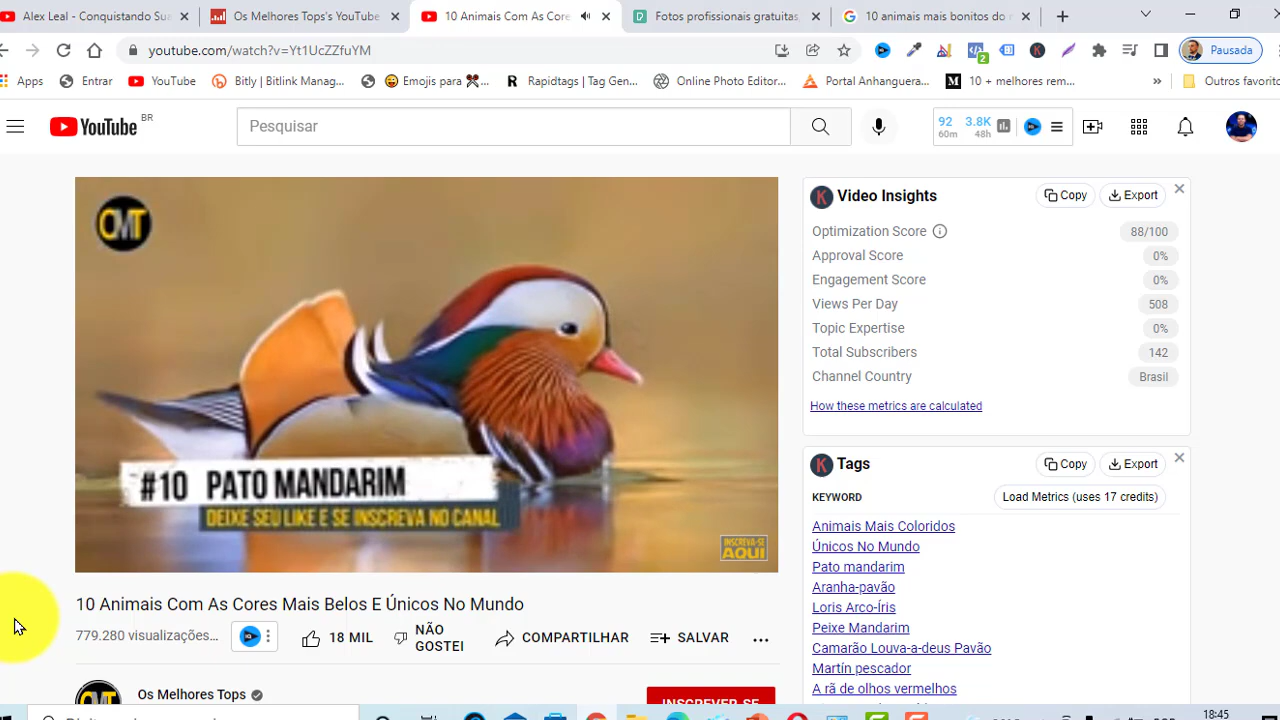 Alex Leal - Conquistando Sua
Os Melhores Tops's YouTube
10 Animais Com As Core
Fotos profissionais gratuitas,
10 animais mais bonitos do m
youtube.com/watch?v=Yt1UcZZfuYM
2
Pausada
Apps
Entrar
YouTube
Bitly | Bitlink Manag...
Emojis para
Rapidtags | Tag Gen...
Online Photo Editor...
Portal Anhanguera...
10 + melhores rem...
»
Outros favorito
YouTube
BR
Pesquisar
92
60m
3.8K
48h
OMT
#10 PATO MANDARIM
DEIXE SEU LIKE E SE INSCREVA NO CANAL
INSCREVA-SE
AQUI
10 Animais Com As Cores Mais Belos E Únicos No Mundo
779.280 visualizações...
18 MIL
NÃO
GOSTEI
COMPARTILHAR
SALVAR
Os Melhores Tops
INSCREVER-SE
Video Insights
Copy
Export
Optimization Score
88/100
Approval Score
0%
Engagement Score
0%
Views Per Day
508
Topic Expertise
0%
Total Subscribers
142
Channel Country
Brasil
How these metrics are calculated
Tags
Copy
Export
KEYWORD
Load Metrics (uses 17 credits)
Animais Mais Coloridos
Únicos No Mundo
Pato mandarim
Aranha-pavão
Loris Arco-Íris
Peixe Mandarim
Camarão Louva-a-deus Pavão
Martín pescador
A rã de olhos vermelhos
18:45